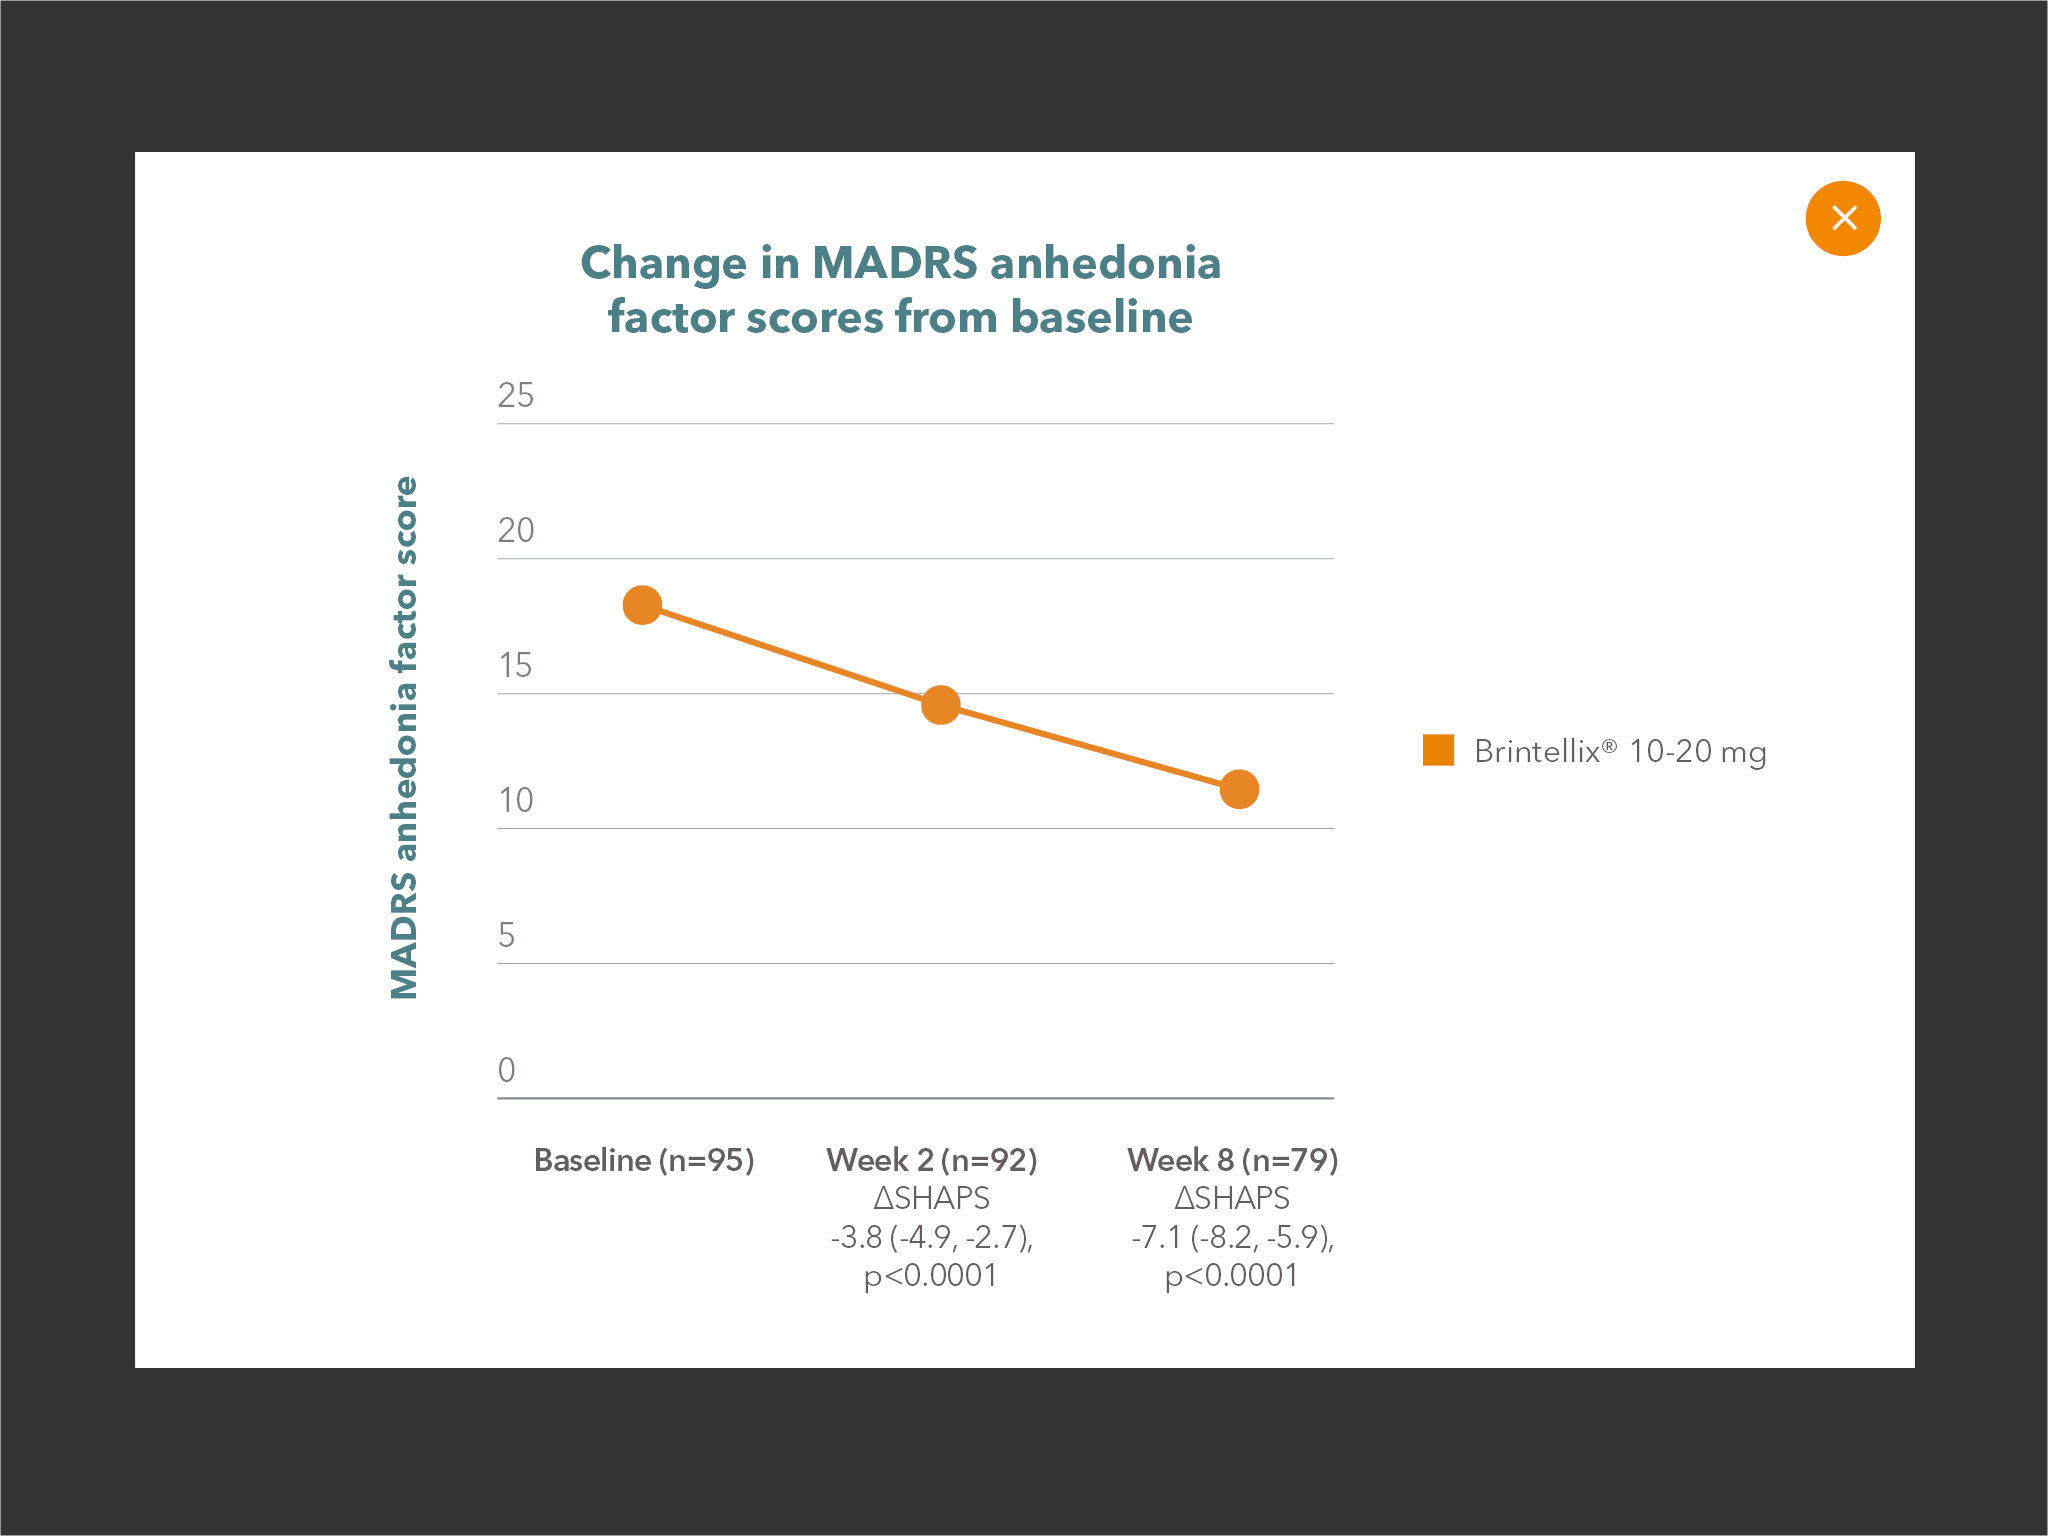 Change in MADRS anhedonia
factor scores from baseline
MADRS anhedonia factor score
25
20
15
10
5
0
Brintellix® 10-20 mg
Baseline (n=95)
Week 2 (n=92)
ΔSHAPS
-3.8 (-4.9, -2.7),
p<0.0001
Week 8 (n=79)
ΔSHAPS
-7.1 (-8.2, -5.9),
p<0.0001